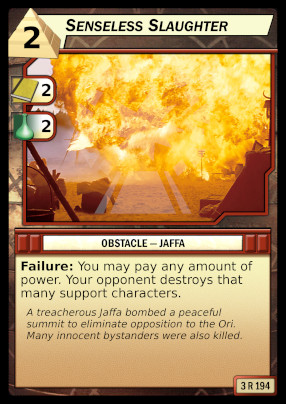 2
SENSELESS SLAUGHTER
2
2
OBSTACLE – JAFFA
Failure: You may pay any amount of
power. Your opponent destroys that
many support characters.
A treacherous Jaffa bombed a peaceful
summit to eliminate opposition to the Ori.
Many innocent bystanders were also killed.
3 R 194